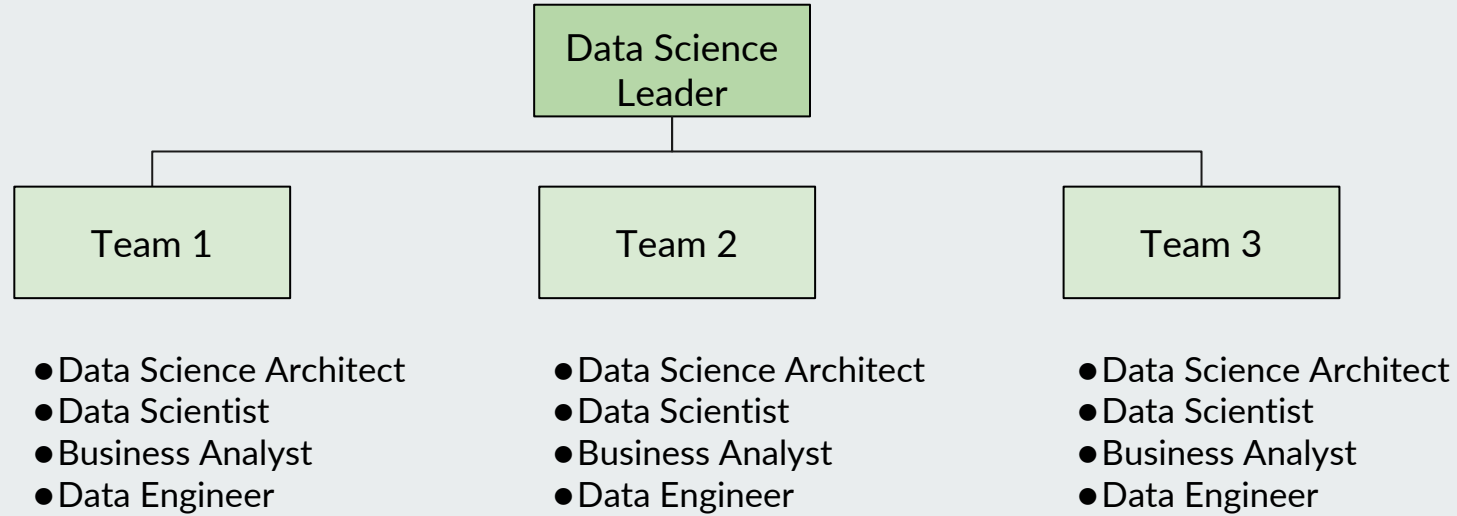 Data Science
Leader
Team 1
Team 2
Team 3
●Data Science Architect
●Data Scientist
●Business Analyst
●Data Engineer
●Data Science Architect
●Data Scientist
●Business Analyst
●Data Engineer
●Data Science Architect
●Data Scientist
●Business Analyst
●Data Engineer